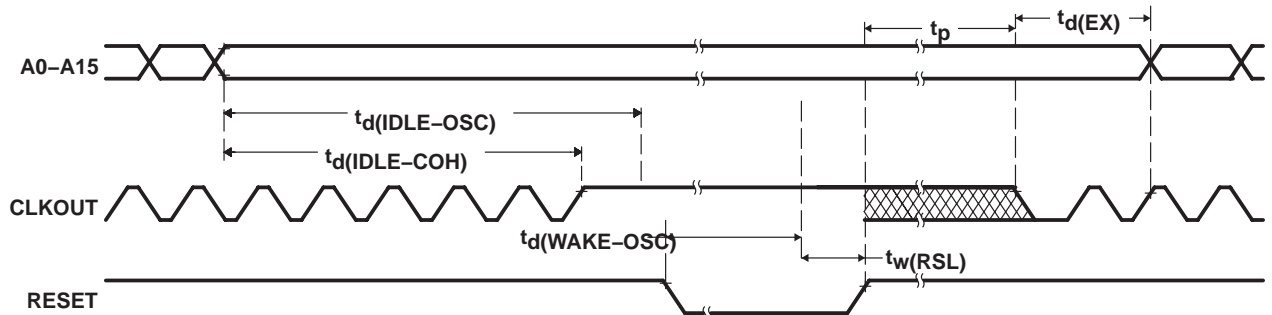 td(EX)
tp
A0–A15
td(IDLE–OSC)
td(IDLE–COH)
CLKOUT
td(WAKE–OSC)
tw(RSL)
RESET